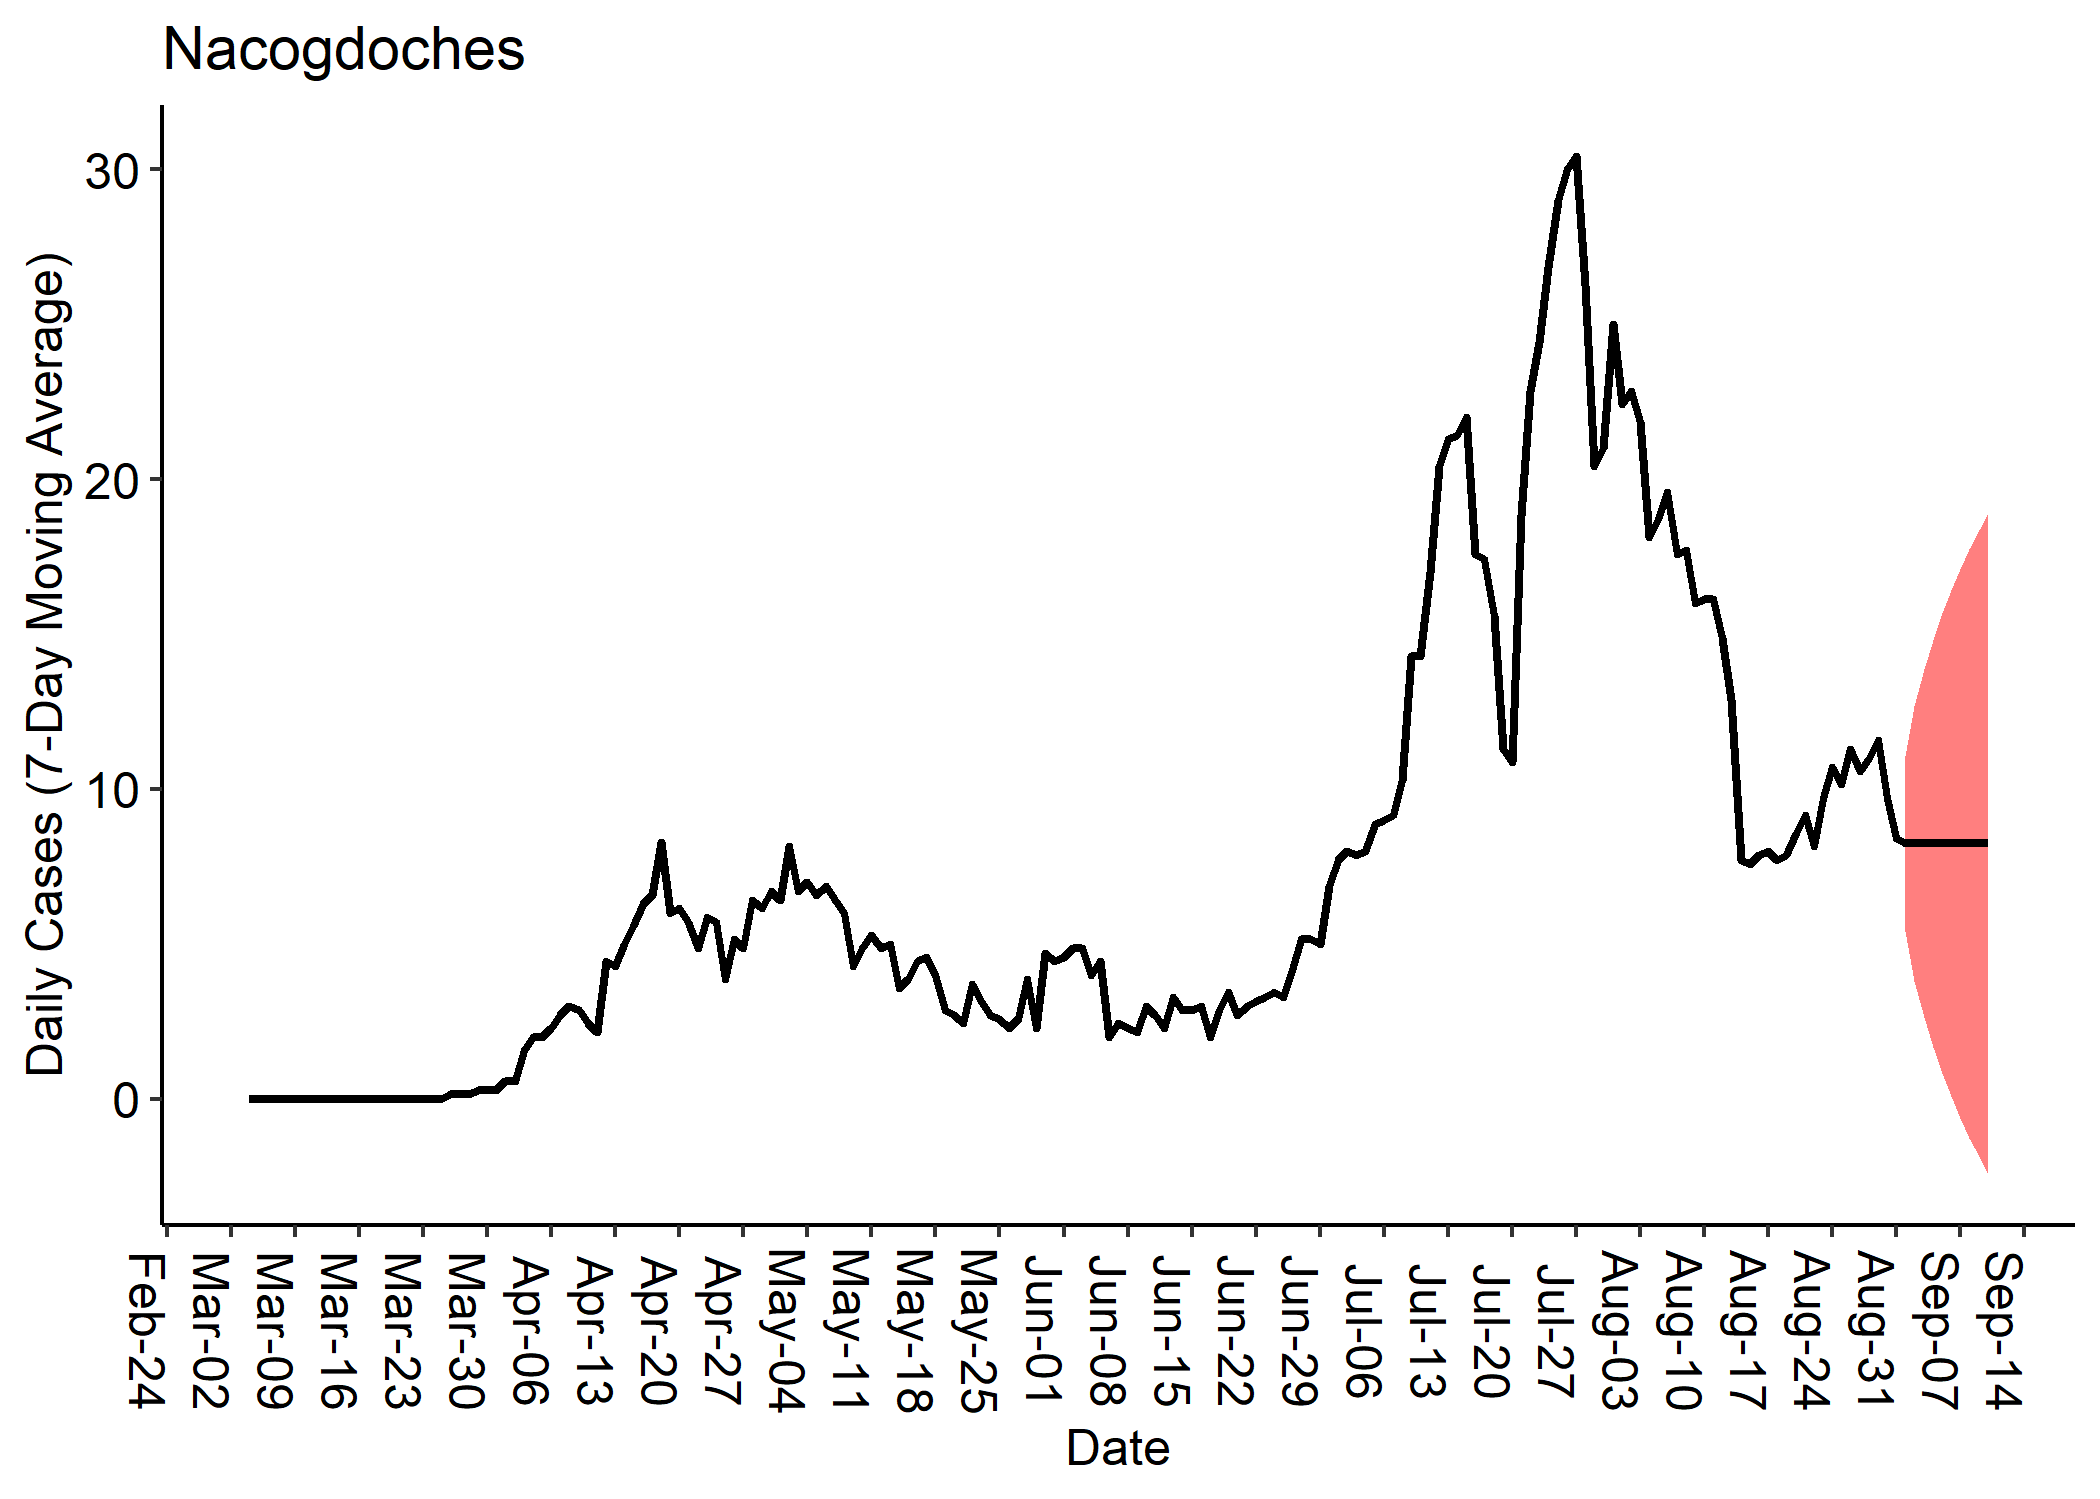 Nacogdoches
Daily Cases (7-Day Moving Average)
30
20
10
0
Feb-24
Mar-02
Mar-09
Mar-16
Mar-23
Mar-30
Apr-06
Apr-13
Apr-20
Apr-27
May-04
May-11
May-18
May-25
Jun-01
Jun-08
Jun-15
Jun-22
Jun-29
Jul-06
Jul-13
Jul-20
Jul-27
Aug-03
Aug-10
Aug-17
Aug-24
Aug-31
Sep-07
Sep-14
Date